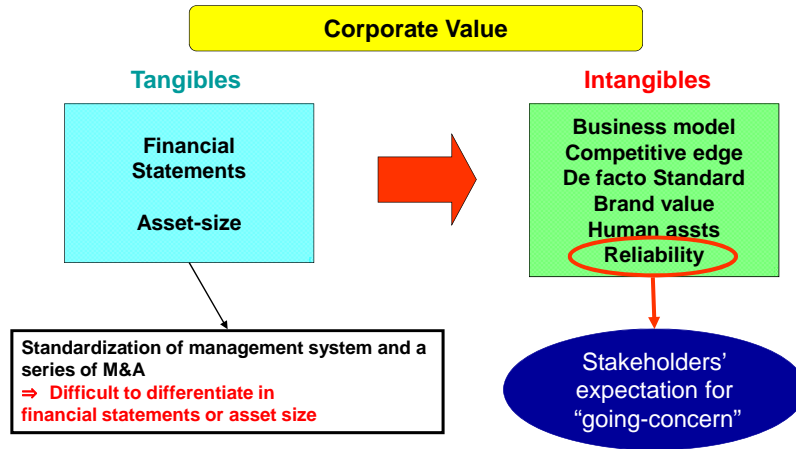 Corporate Value
Tangibles
Financial
Statements
Asset-size
Standardization of management system and a
series of M&A
⇒ Difficult to differentiate in
financial statements or asset size
Intangibles
Business model
Competitive edge
De facto Standard
Brand value
Human assts
Reliability
Stakeholders’
expectation for
“going-concern”